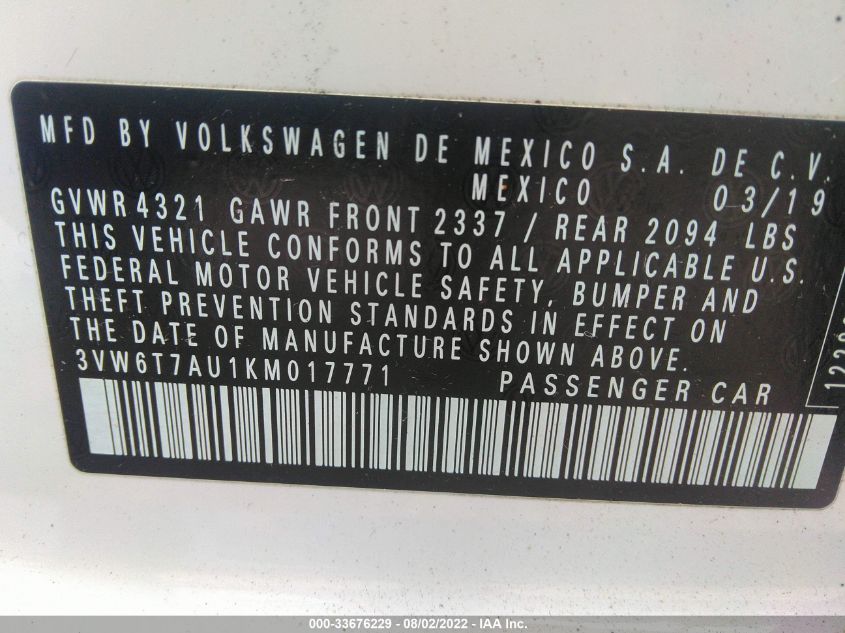 MFD BY VOLKSWAGEN DE MEXICO S.A. DE C.V.
MEXICO 03/19
GVWR 4321 GAWR FRONT 2337 / REAR 2094 LBS
THIS VEHICLE CONFORMS TO ALL APPLICABLE U.S.
FEDERAL MOTOR VEHICLE SAFETY, BUMPER AND
THEFT PREVENTION STANDARDS IN EFFECT ON
THE DATE OF MANUFACTURE SHOWN ABOVE.
3VW6T7AU1KM017771 PASSENGER CAR
000-33676229 - 08/02/2022 - IAA Inc.